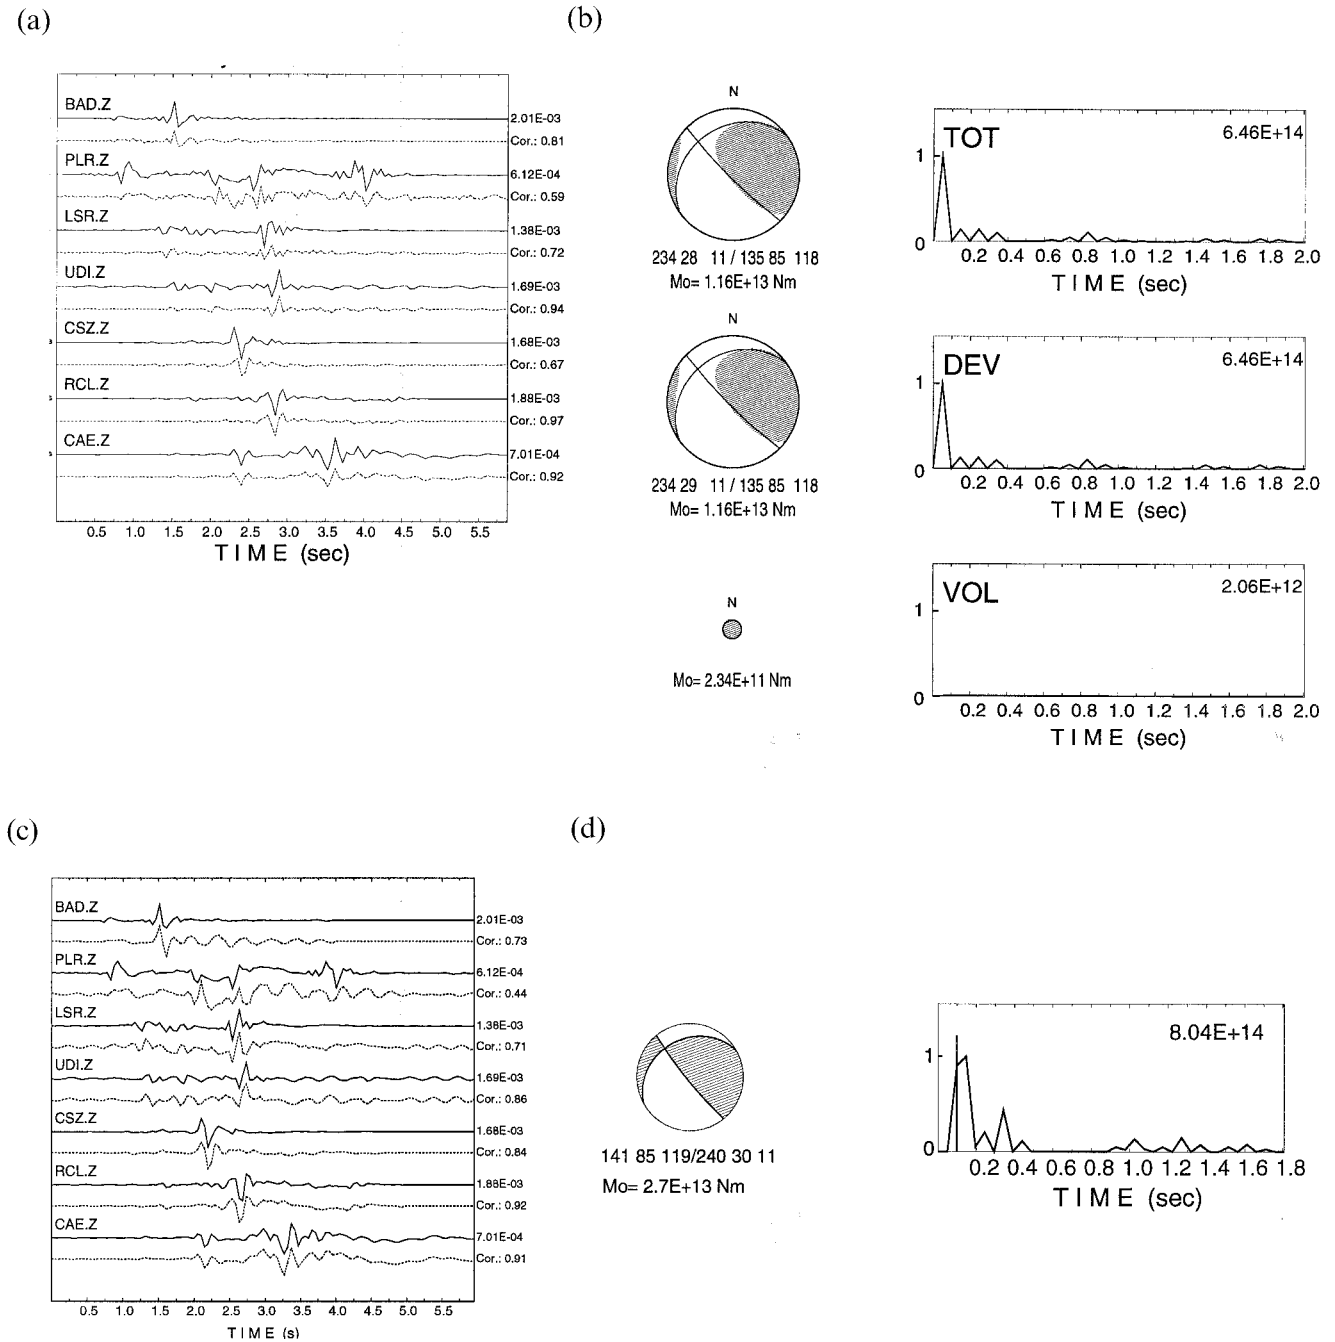 (a)
BAD.Z
2.01E-03
Cor.: 0.81
PLR.Z
6.12E-04
Cor.: 0.59
LSR.Z
1.38E-03
Cor.: 0.72
UDI.Z
1.69E-03
Cor.: 0.94
CSZ.Z
1.68E-03
Cor.: 0.67
RCL.Z
1.88E-03
Cor.: 0.97
CAE.Z
7.01E-04
Cor.: 0.92
0.5 1.0 1.5 2.0 2.5 3.0 3.5 4.0 4.5 5.0 5.5
TIME (sec)
(b)
N
234 28 11 / 135 85 118
Mo= 1.16E+13 Nm
TOT
6.46E+14
1
0
0.2 0.4 0.6 0.8 1.0 1.2 1.4 1.6 1.8 2.0
TIME (sec)
N
234 29 11 / 135 85 118
Mo= 1.16E+13 Nm
DEV
6.46E+14
1
0
0.2 0.4 0.6 0.8 1.0 1.2 1.4 1.6 1.8 2.0
TIME (sec)
N
Mo= 2.34E+11 Nm
VOL
2.06E+12
1
0
0.2 0.4 0.6 0.8 1.0 1.2 1.4 1.6 1.8 2.0
TIME (sec)
(c)
BAD.Z
2.01E-03
Cor.: 0.73
PLR.Z
6.12E-04
Cor.: 0.44
LSR.Z
1.38E-03
Cor.: 0.71
UDI.Z
1.69E-03
Cor.: 0.86
CSZ.Z
1.68E-03
Cor.: 0.84
RCL.Z
1.88E-03
Cor.: 0.92
CAE.Z
7.01E-04
Cor.: 0.91
0.5 1.0 1.5 2.0 2.5 3.0 3.5 4.0 4.5 5.0 5.5
TIME (s)
(d)
141 85 119/240 30 11
Mo= 2.7E+13 Nm
8.04E+14
1
0
0.2 0.4 0.6 0.8 1.0 1.2 1.4 1.6 1.8
TIME (sec)